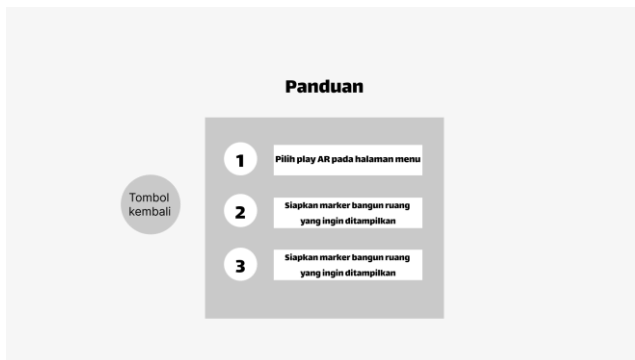 Panduan
1
Pilih play AR pada halaman menu
Tombol
kembali
2
Siapkan marker bangun ruang
yang ingin ditampilkan
3
Siapkan marker bangun ruang
yang ingin ditampilkan